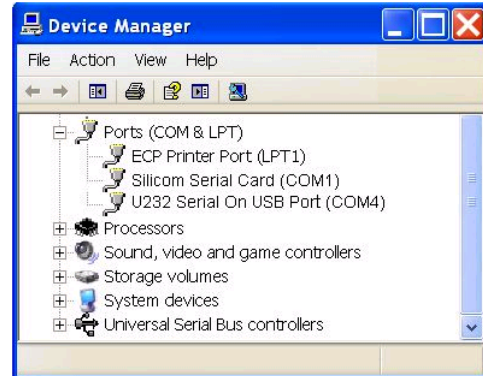 Device Manager
File Action View Help
Ports (COM & LPT)
ECP Printer Port (LPT1)
Silicom Serial Card (COM1)
U232 Serial On USB Port (COM4)
Processors
Sound, video and game controllers
Storage volumes
System devices
Universal Serial Bus controllers